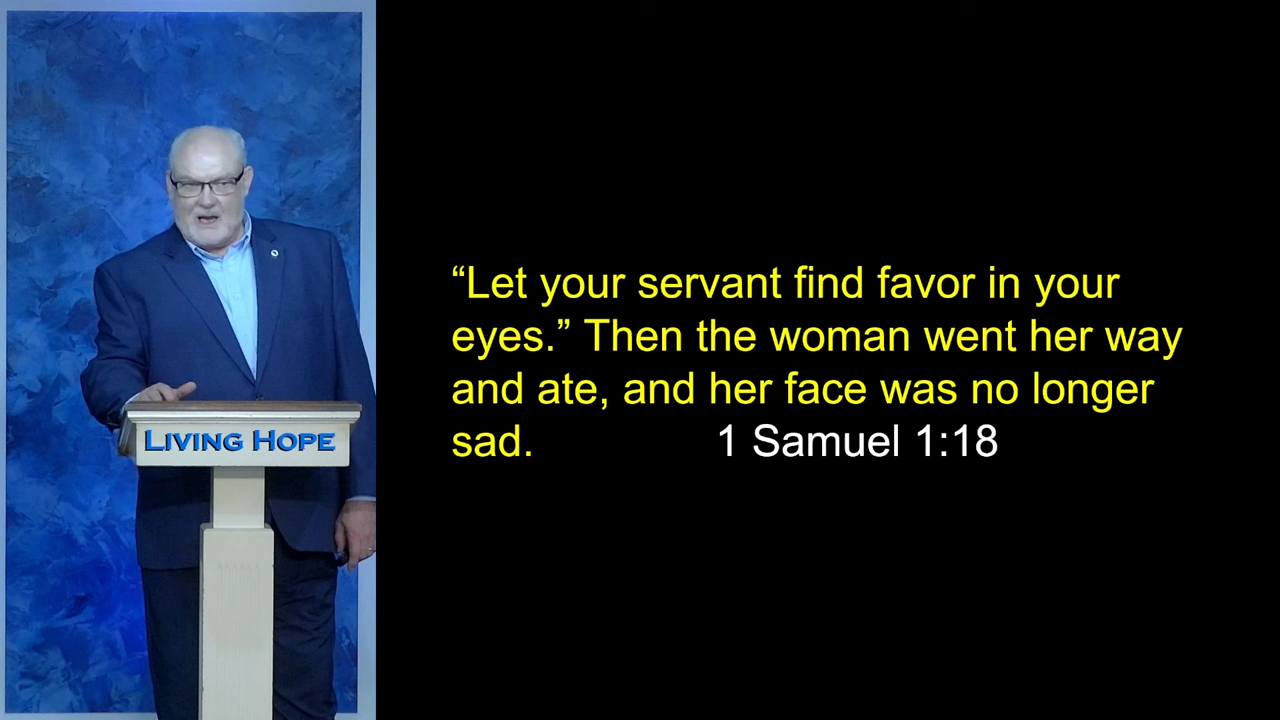 LIVING HOPE
“Let your servant find favor in your
eyes.” Then the woman went her way
and ate, and her face was no longer
sad. 1 Samuel 1:18